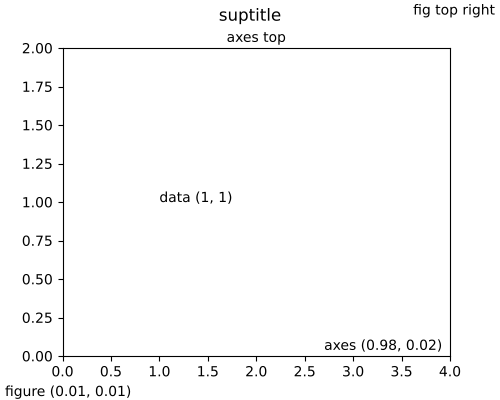 suptitle
fig top right
axes top
2.00
1.75
1.50
1.25
1.00
data (1, 1)
0.75
0.50
0.25
axes (0.98, 0.02)
0.00
0.0 0.5 1.0 1.5 2.0 2.5 3.0 3.5 4.0
figure (0.01, 0.01)